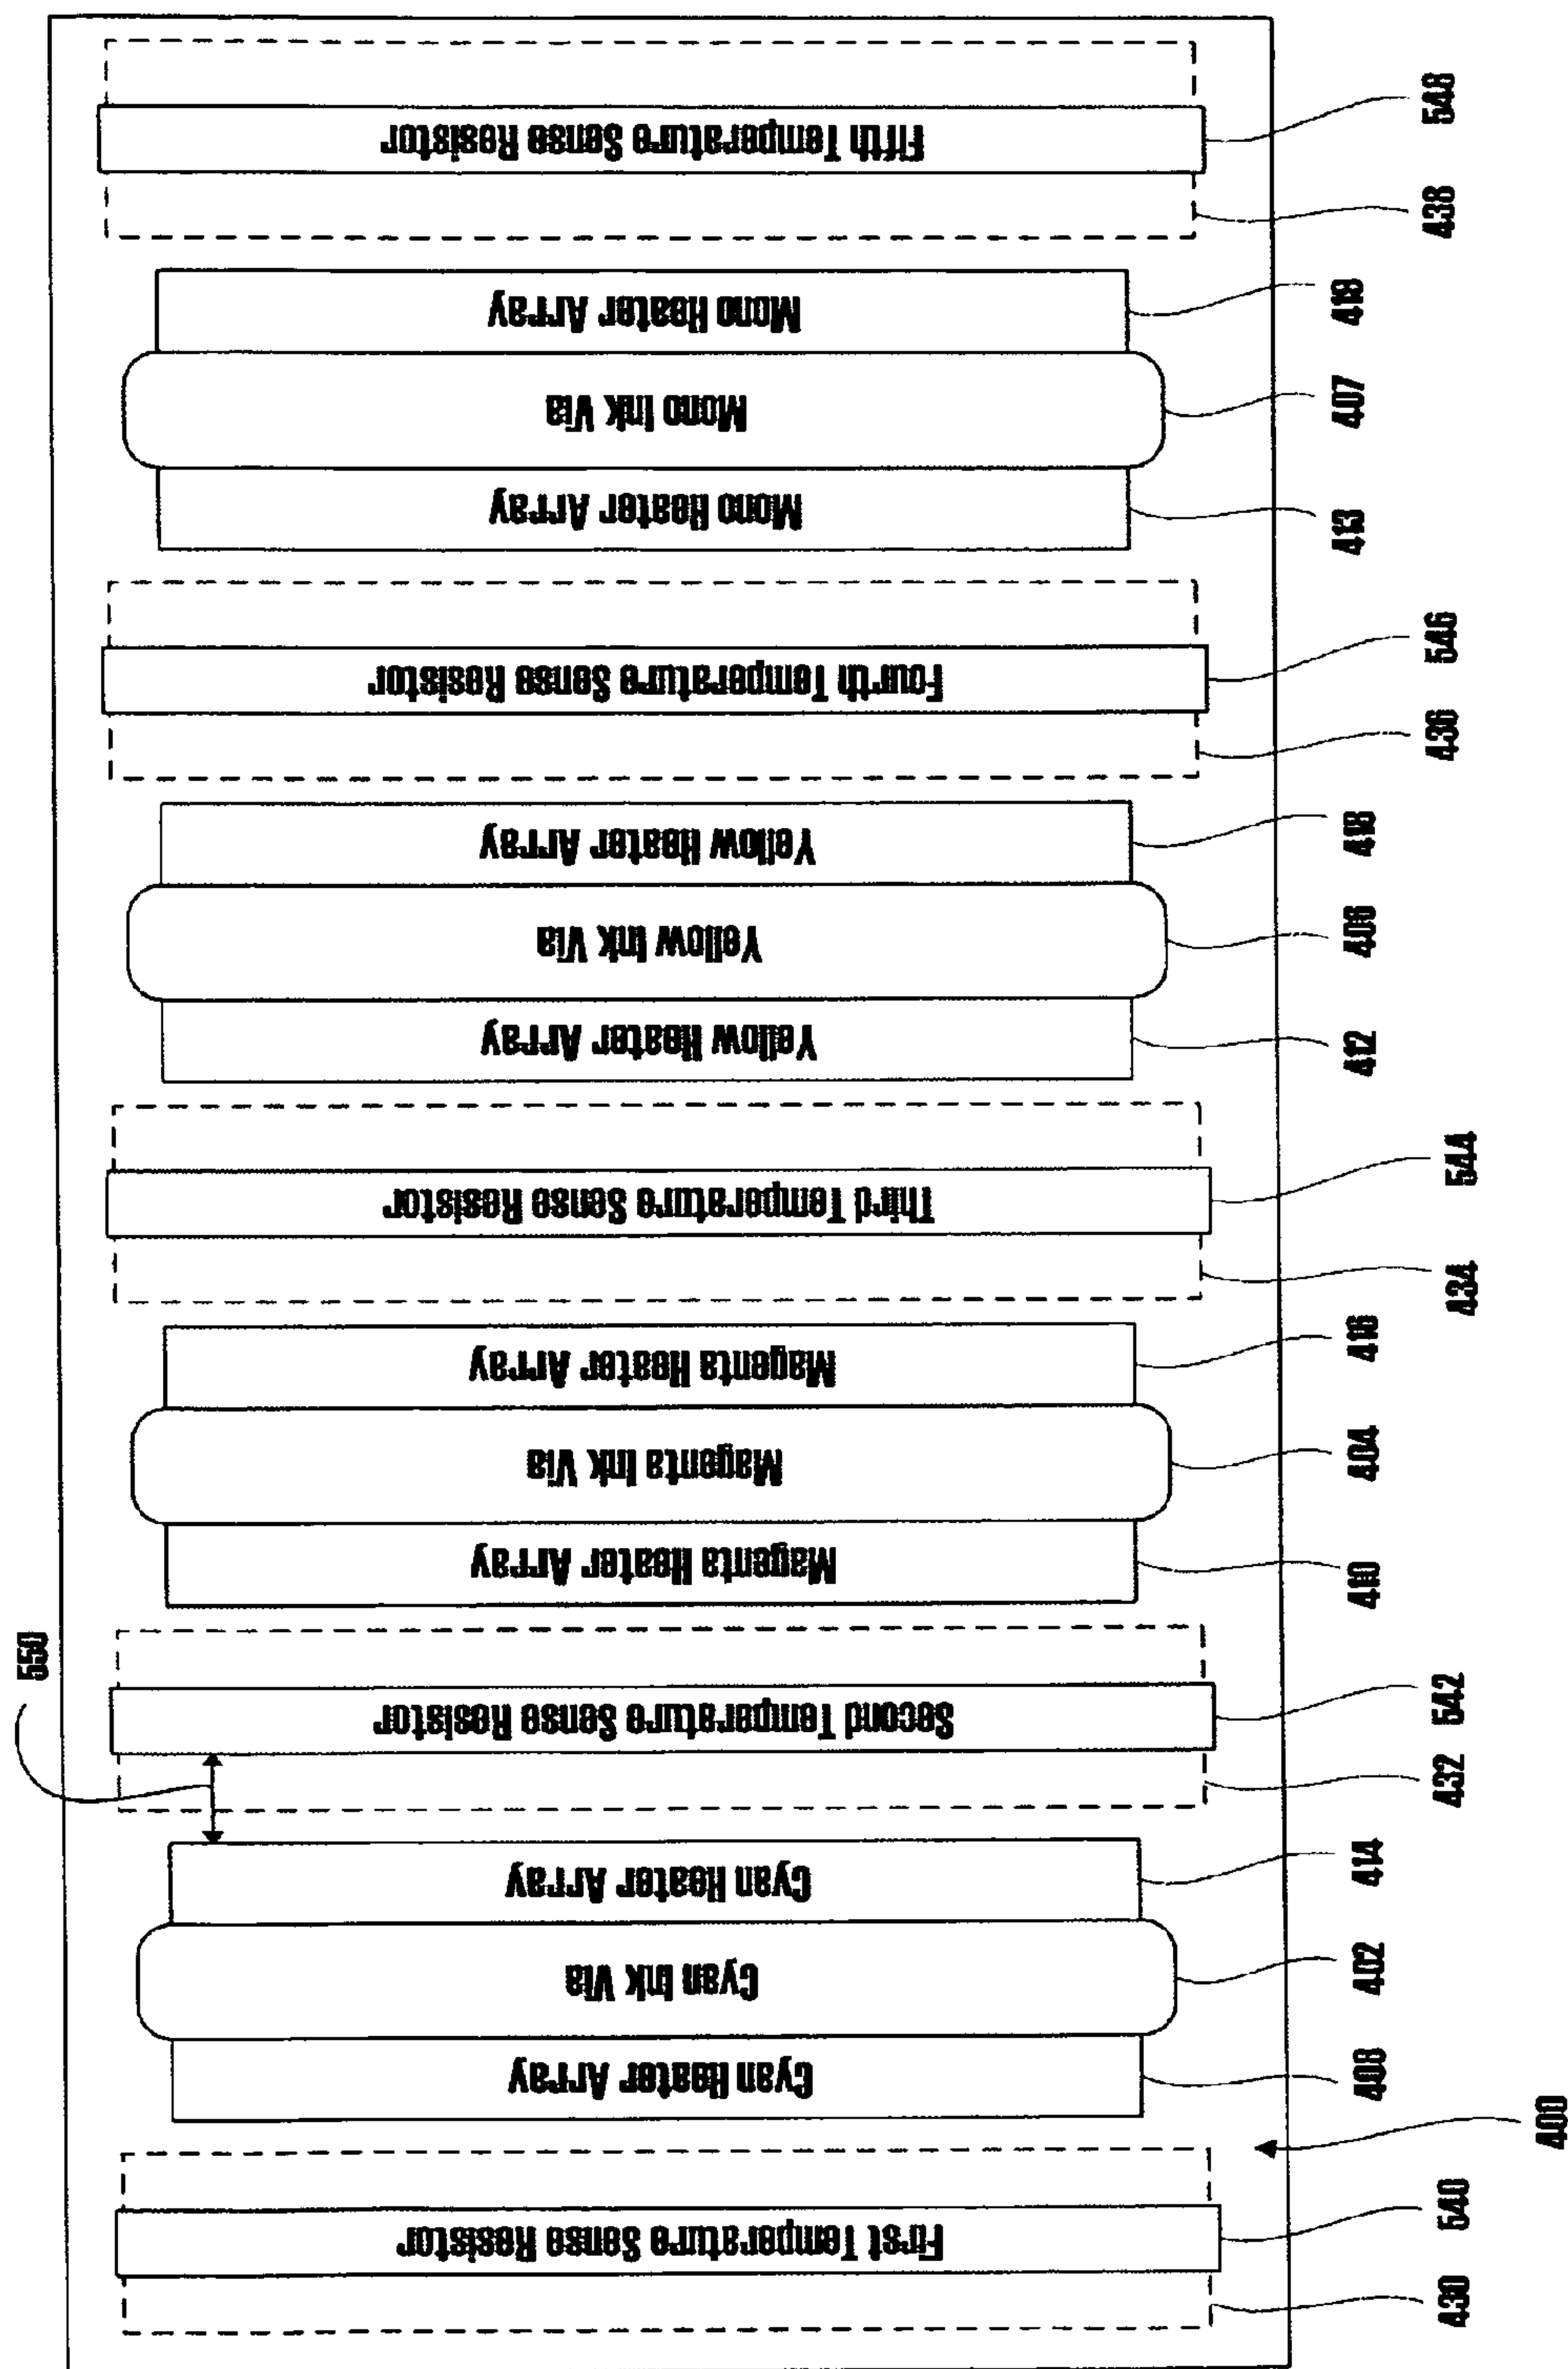 430
First Temperature Sense Resistor
540
400
Cyan Heater Array
408
Cyan Ink Via
402
Cyan Heater Array
414
550
432
Second Temperature Sense Resistor
542
Magenta Heater Array
410
Magenta Ink Via
404
Magenta Heater Array
416
434
Third Temperature Sense Resistor
544
Yellow Heater Array
412
Yellow Ink Via
406
Yellow Heater Array
418
436
Fourth Temperature Sense Resistor
546
Mono Heater Array
413
Mono Ink Via
407
Mono Heater Array
419
438
Fifth Temperature Sense Resistor
548